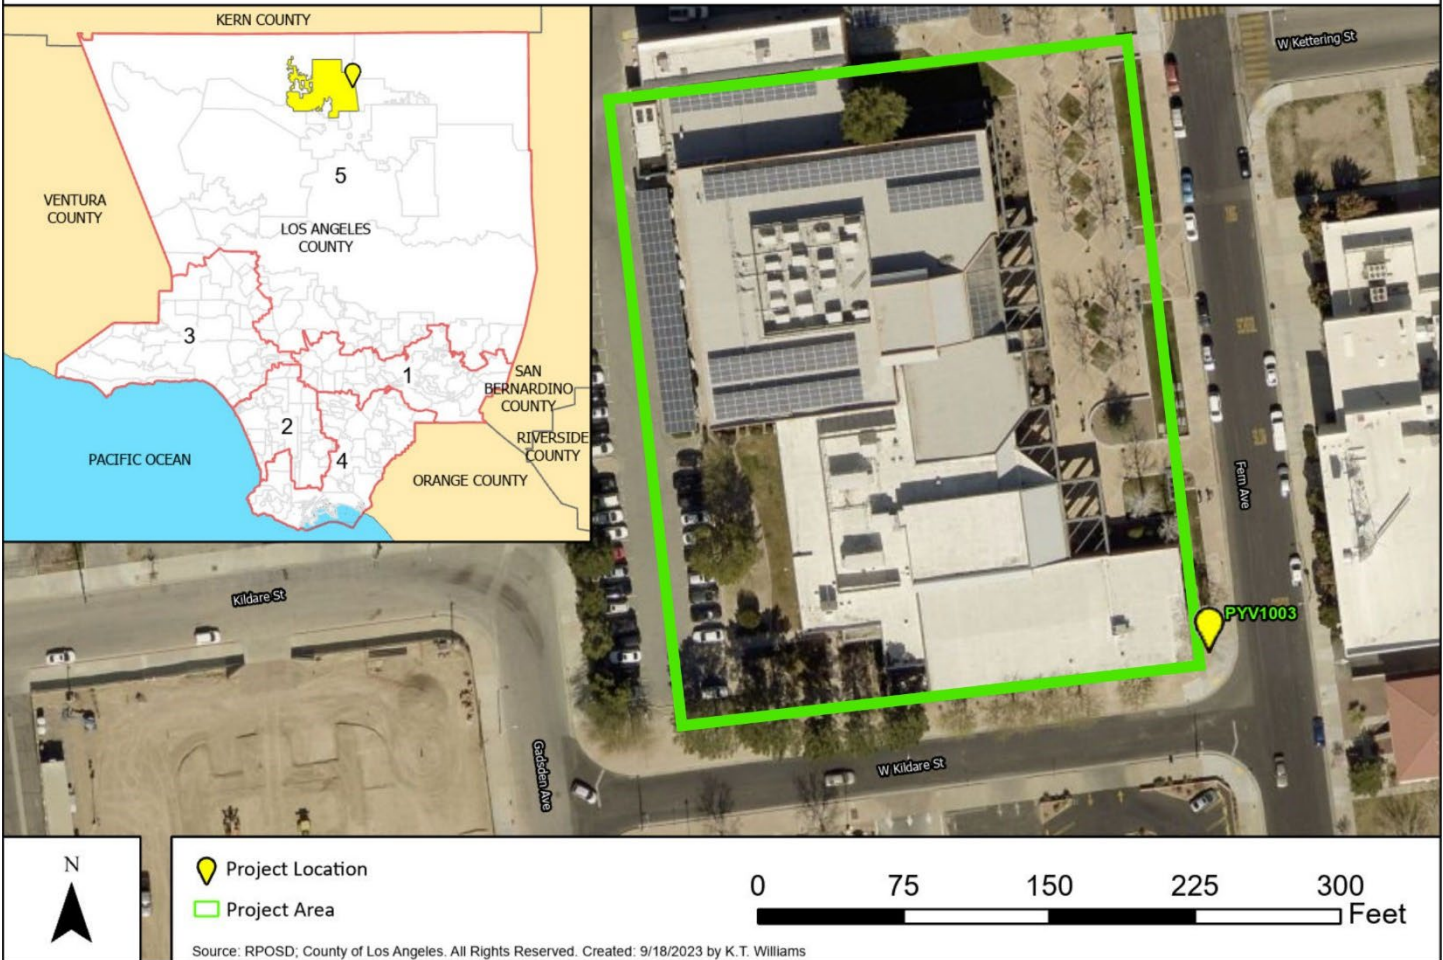 KERN COUNTY
VENTURA
COUNTY
5
LOS ANGELES
COUNTY
3
1
SAN
BERNARDINO
COUNTY
2
4
RIVERSIDE
COUNTY
PACIFIC OCEAN
ORANGE COUNTY
W Kettering St
Fern Ave
PYV1003
Kildare St
Gadsden Ave
W Kildare St
N
Project Location
Project Area
0 75 150 225 300
Feet
Source: RPOSD; County of Los Angeles. All Rights Reserved. Created: 9/18/2023 by K.T. Williams